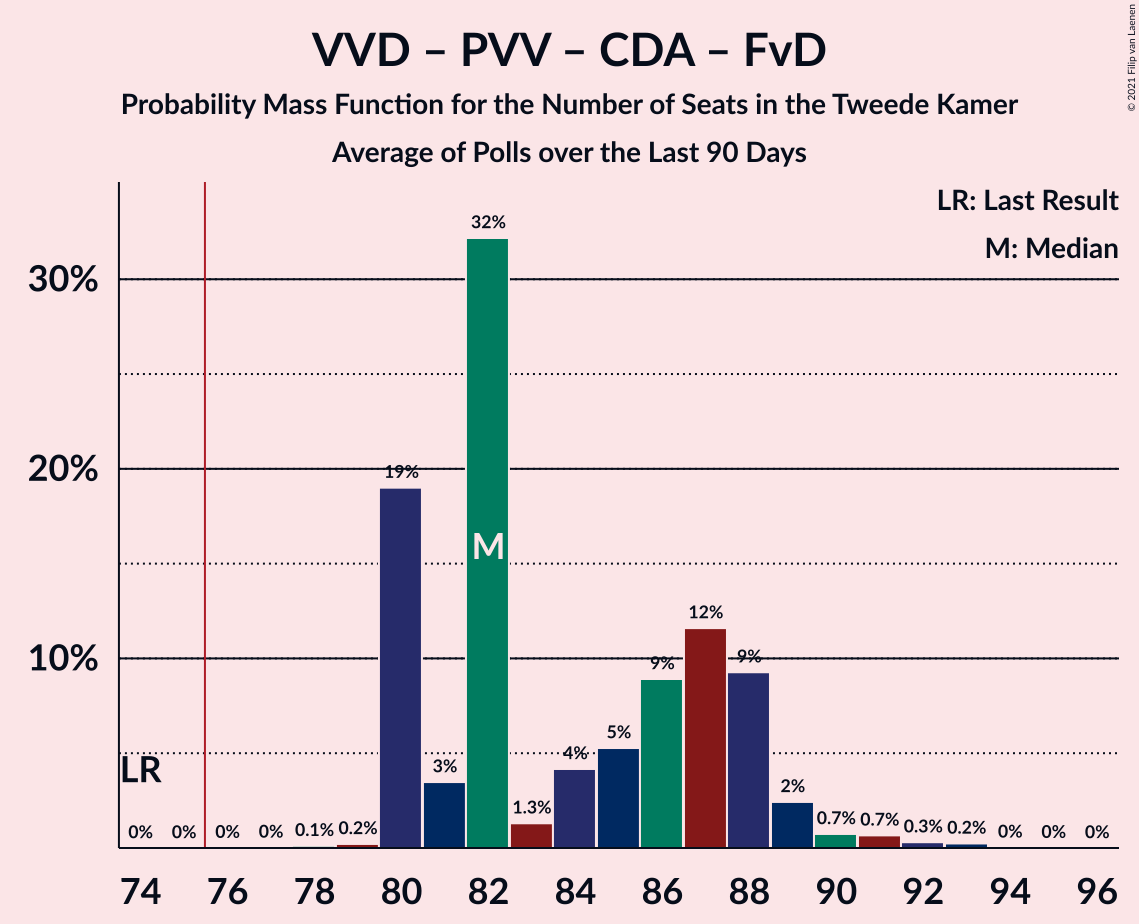 VVD – PVV – CDA – FvD
Probability Mass Function for the Number of Seats in the Tweede Kamer
Average of Polls over the Last 90 Days
© 2021 Filip van Laenen
LR: Last Result
M: Median
30%
20%
10%
32%
19%
M
12%
9%
9%
5%
4%
3%
2%
1.3%
LR
0%
0%
0%
0%
0.1%
0.2%
0.7%
0.7%
0.3%
0.2%
0%
0%
0%
74 76 78 80 82 84 86 88 90 92 94 96